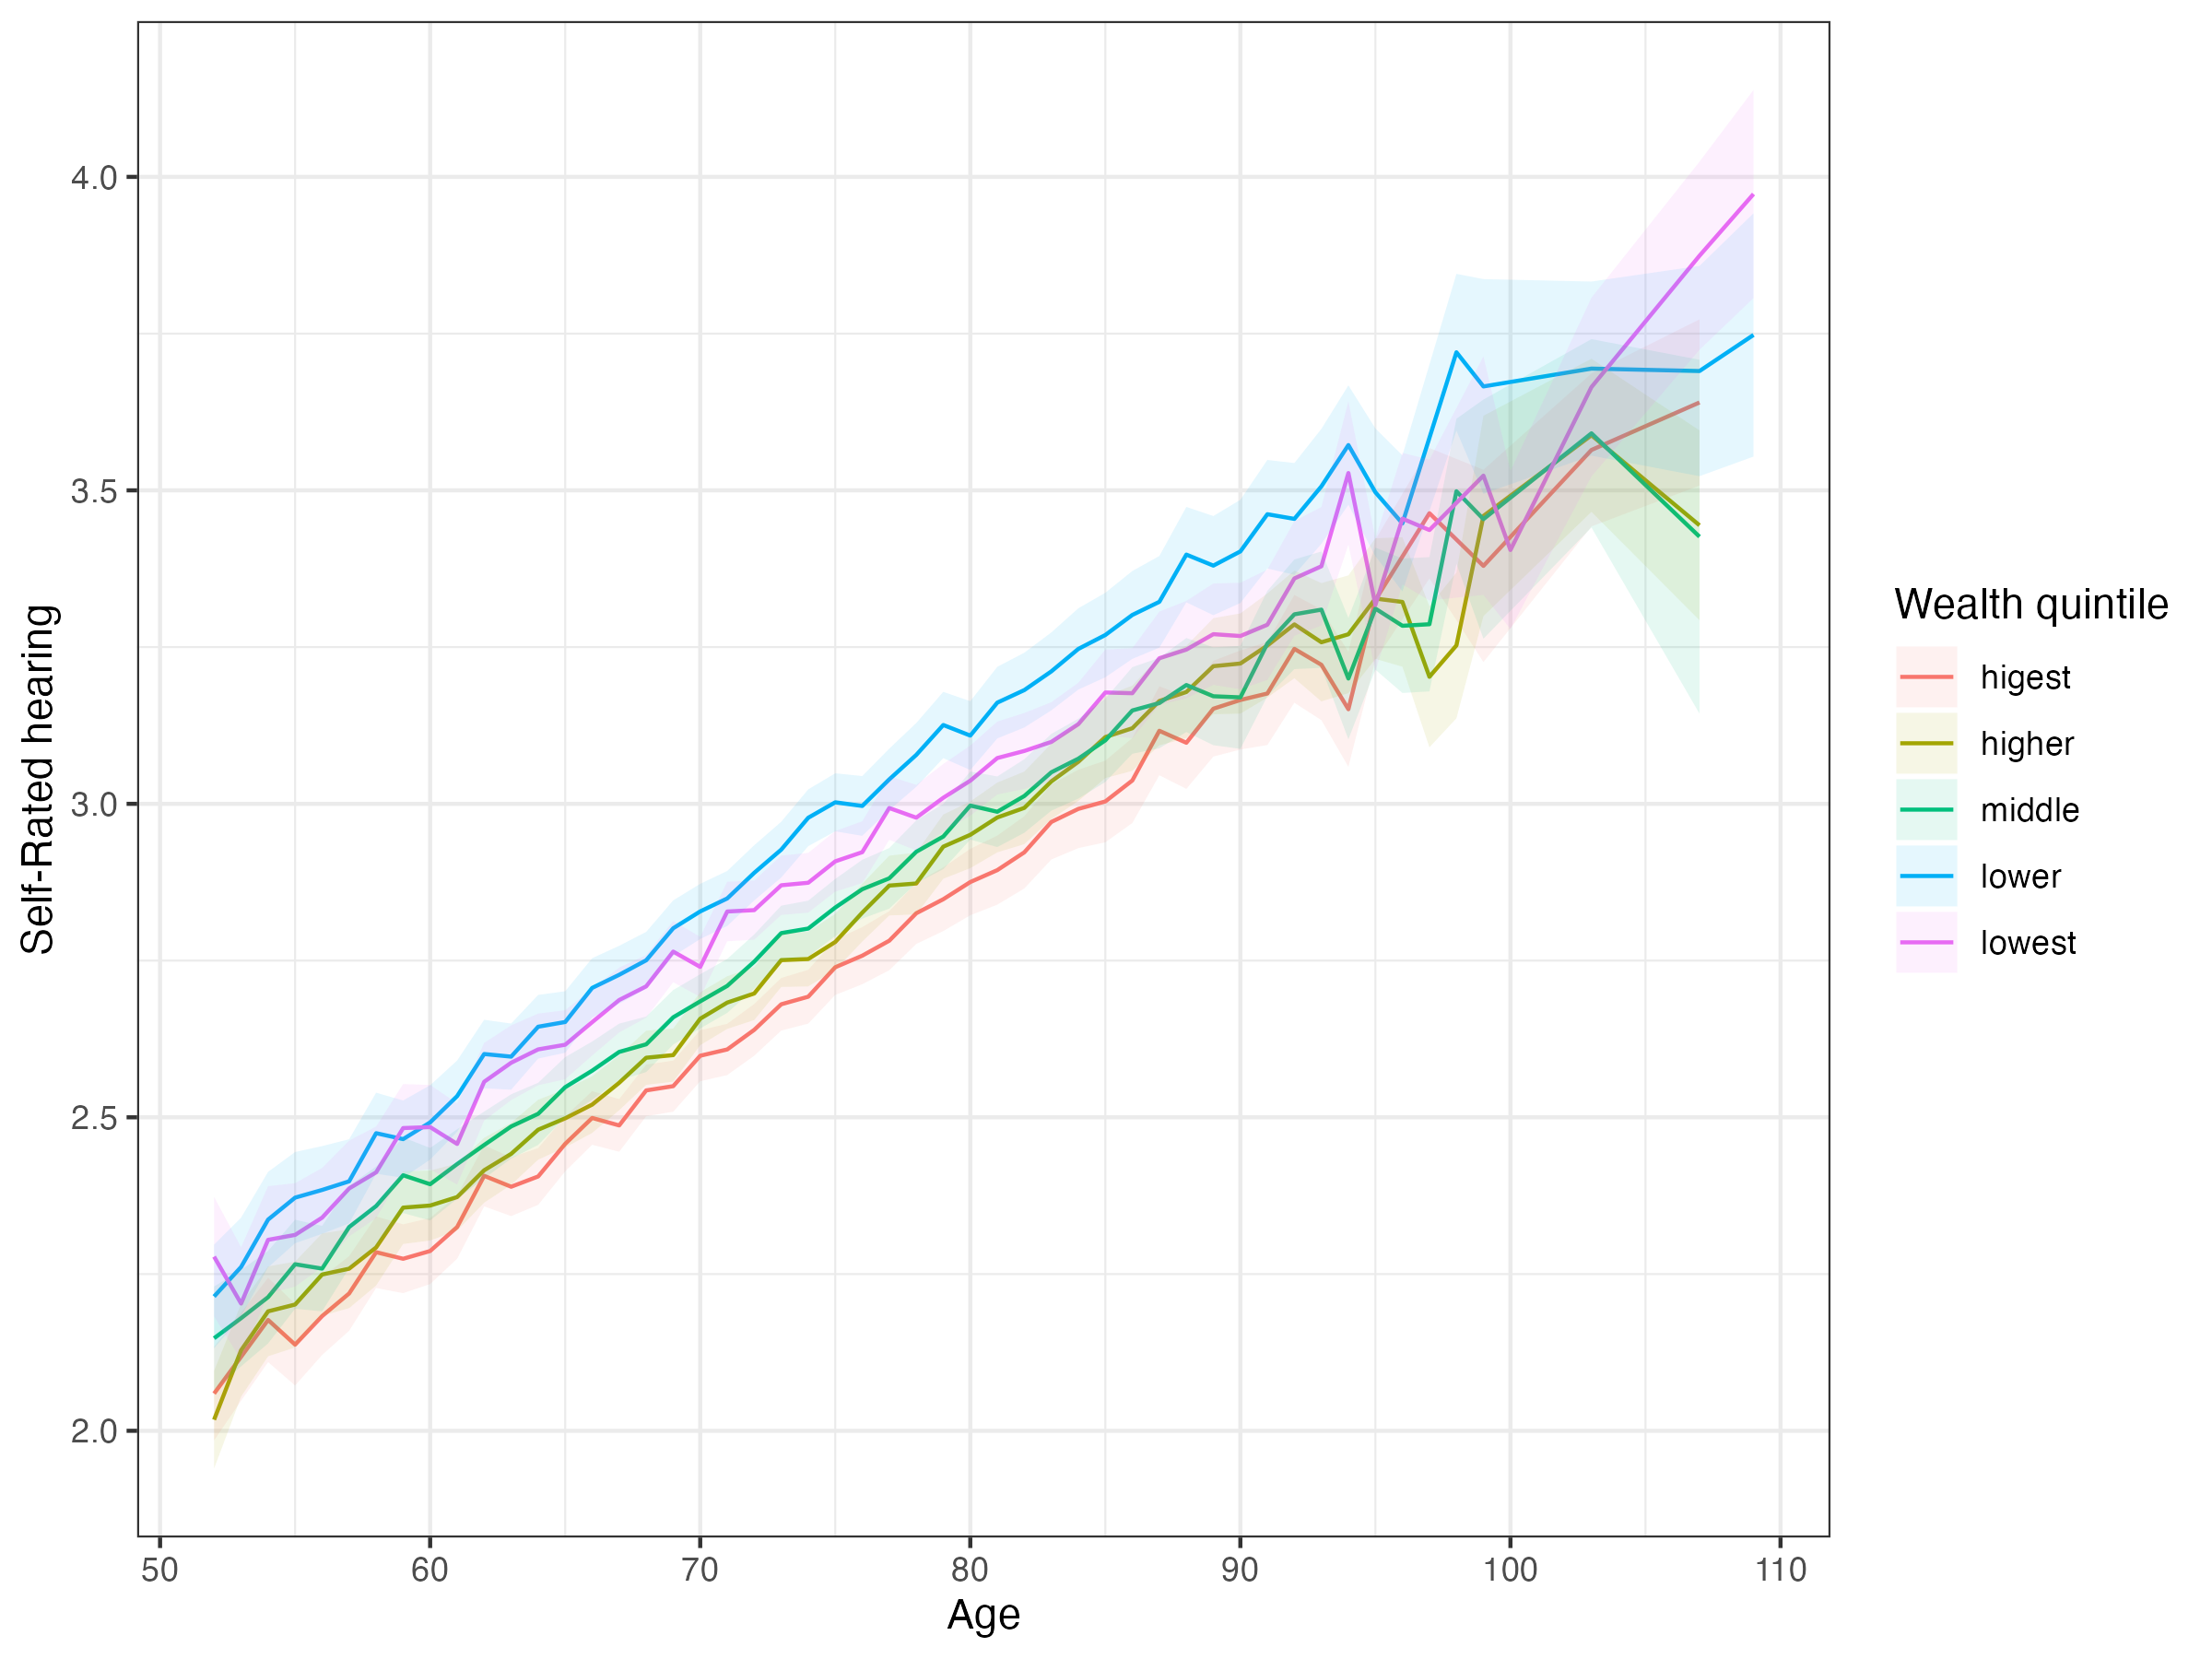 4.0
3.5
3.0
2.5
2.0
Self-Rated hearing
50 60 70 80 90 100 110
Age
Wealth quintile
higest
higher
middle
lower
lowest